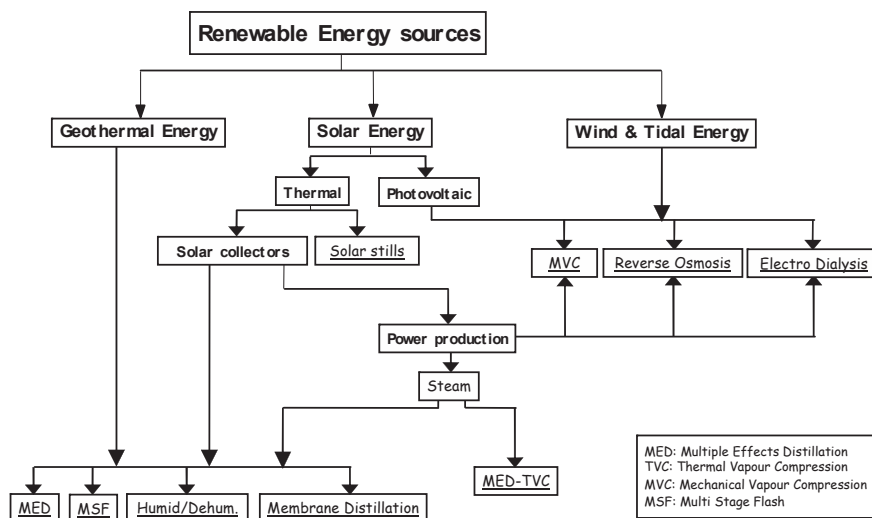 Renewable Energy sources
Geothermal Energy
Solar Energy
Wind & Tidal Energy
Thermal
Photovoltaic
Solar collectors
Solar stills
MVC
Reverse Osmosis
Electro Dialysis
Power production
Steam
MED-TVC
MED
MSF
Humid/Dehum.
Membrane Distillation
MED: Multiple Effects Distillation
TVC: Thermal Vapour Compression
MVC: Mechanical Vapour Compression
MSF: Multi Stage Flash